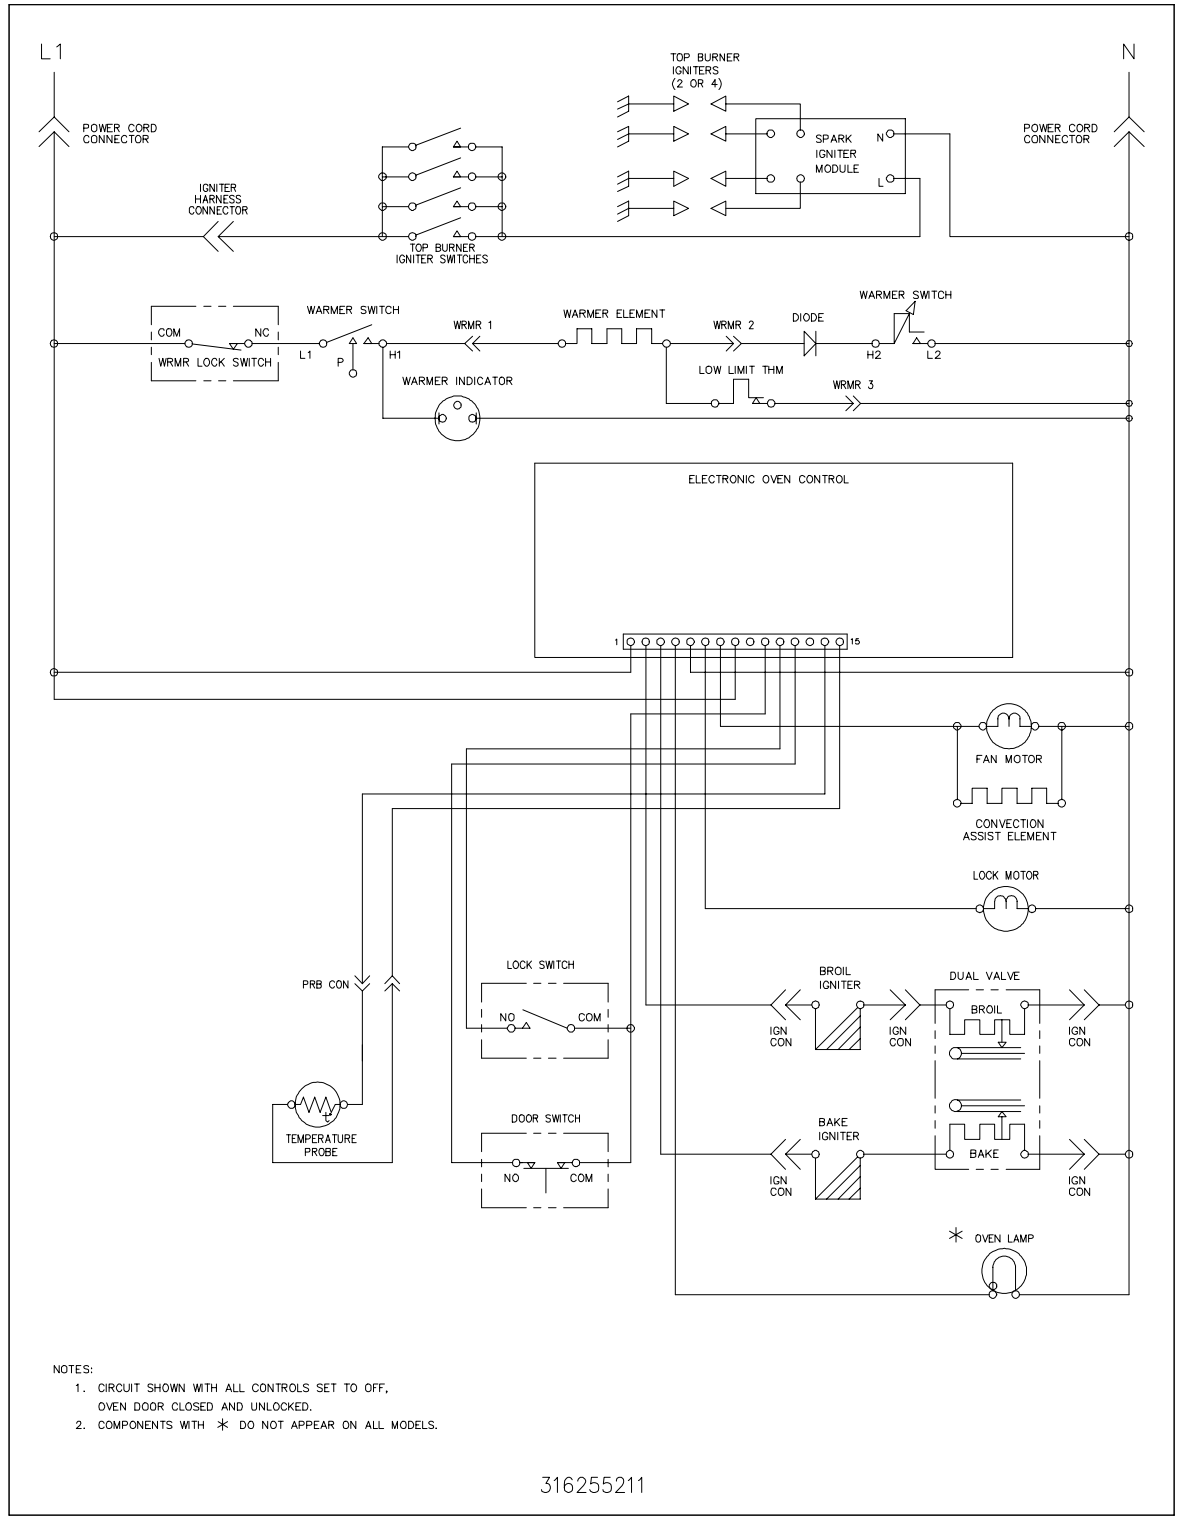 L1
N
POWER CORD
CONNECTOR
POWER CORD
CONNECTOR
TOP BURNER
IGNITERS
(2 OR 4)
SPARK
IGNITER
MODULE
N
L
IGNITER
HARNESS
CONNECTOR
TOP BURNER
IGNITER SWITCHES
COM
NC
WRMR LOCK SWITCH
WARMER SWITCH
L1
P
H1
WRMR 1
WARMER ELEMENT
WRMR 2
DIODE
WARMER SWITCH
H2
L2
LOW LIMIT THM
WRMR 3
WARMER INDICATOR
ELECTRONIC OVEN CONTROL
1
15
FAN MOTOR
CONVECTION
ASSIST ELEMENT
LOCK MOTOR
LOCK SWITCH
NO
COM
PRB CON
t
TEMPERATURE
PROBE
DOOR SWITCH
NO
COM
BROIL
IGNITER
IGN
CON
IGN
CON
DUAL VALVE
BROIL
IGN
CON
BAKE
IGNITER
IGN
CON
BAKE
IGN
CON
* OVEN LAMP
NOTES:
1. CIRCUIT SHOWN WITH ALL CONTROLS SET TO OFF,
OVEN DOOR CLOSED AND UNLOCKED.
2. COMPONENTS WITH * DO NOT APPEAR ON ALL MODELS.
316255211